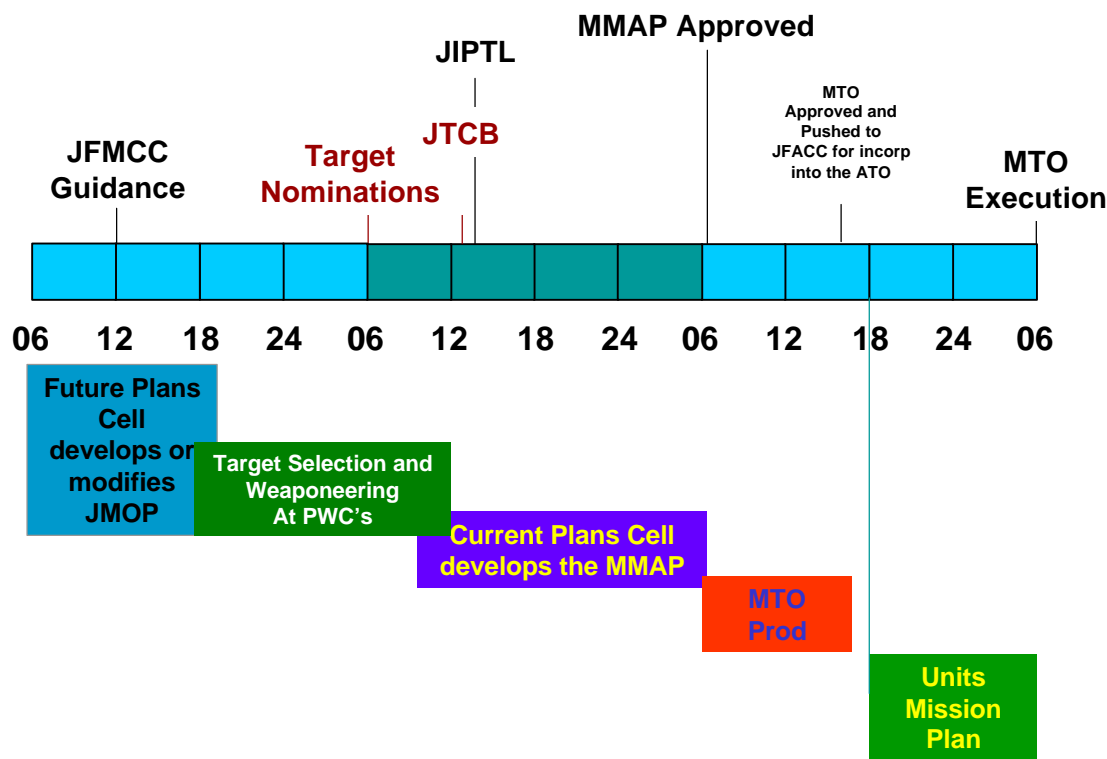 MMAP Approved
JIPTL
MTO
Approved and
Pushed to
JFACC for incorp
into the ATO
JTCB
JFMCC
Guidance
Target
Nominations
MTO
Execution
06 12 18 24 06 12 18 24 06 12 18 24 06
Future Plans
Cell
develops or
modifies
JMOP
Target Selection and
Weaponeering
At PWC's
Current Plans Cell
develops the MMAP
MTO
Prod
Units
Mission
Plan